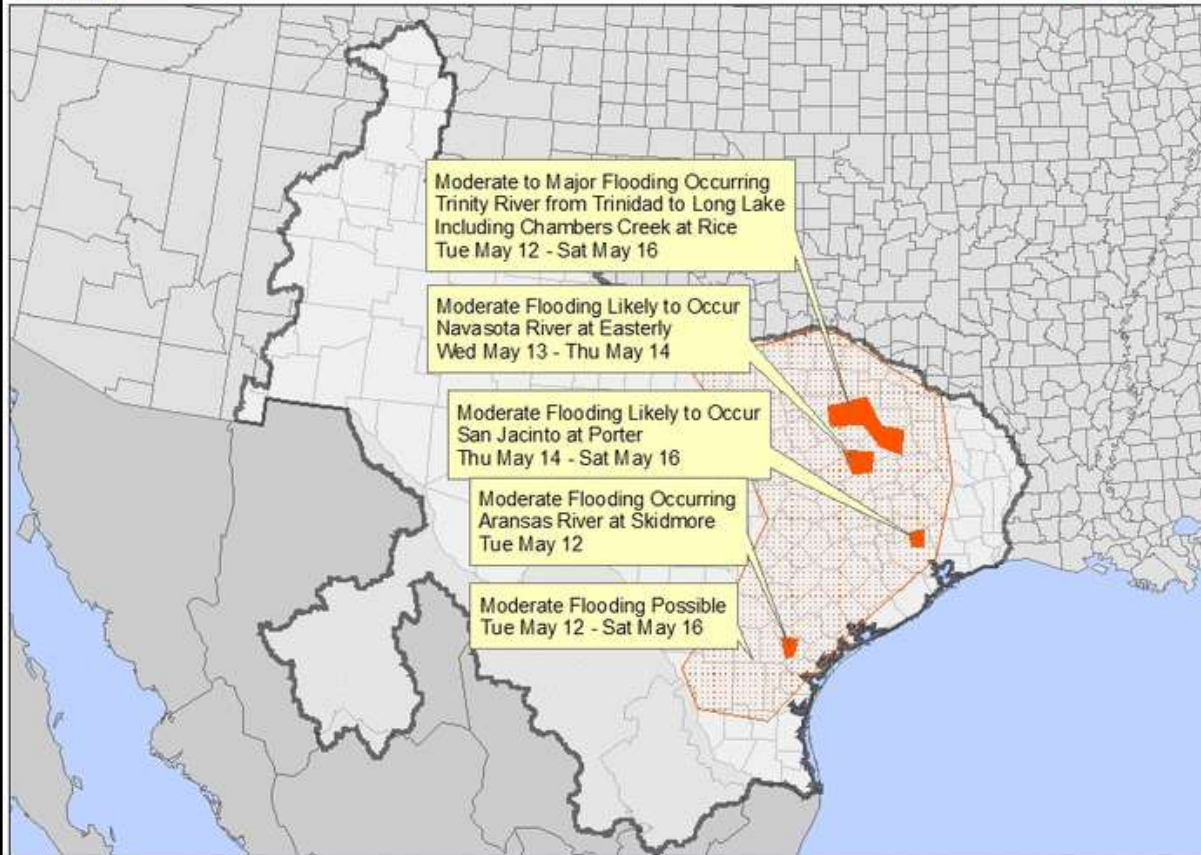 Moderate to Major Flooding Occurring
Trinity River from Trinidad to Long Lake
Including Chambers Creek at Rice
Tue May 12 - Sat May 16
Moderate Flooding Likely to Occur
Navasota River at Easterly
Wed May 13 - Thu May 14
Moderate Flooding Likely to Occur
San Jacinto at Porter
Thu May 14 - Sat May 16
Moderate Flooding Occurring
Aransas River at Skidmore
Tue May 12
Moderate Flooding Possible
Tue May 12 - Sat May 16